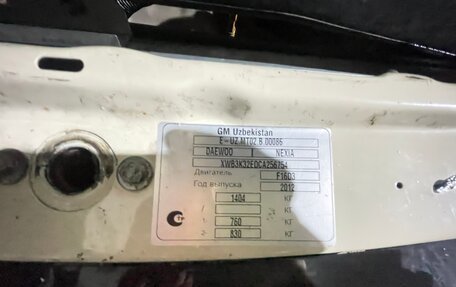 GM Uzbekistan
E - UZ.MT02.B.00086
DAEWOO NEXIA
XWB3K32EDCA256754
Двигатель F16D3
Год выпуска 2012
1404 КГ
КГ
1- 760 КГ
2- 830 КГ